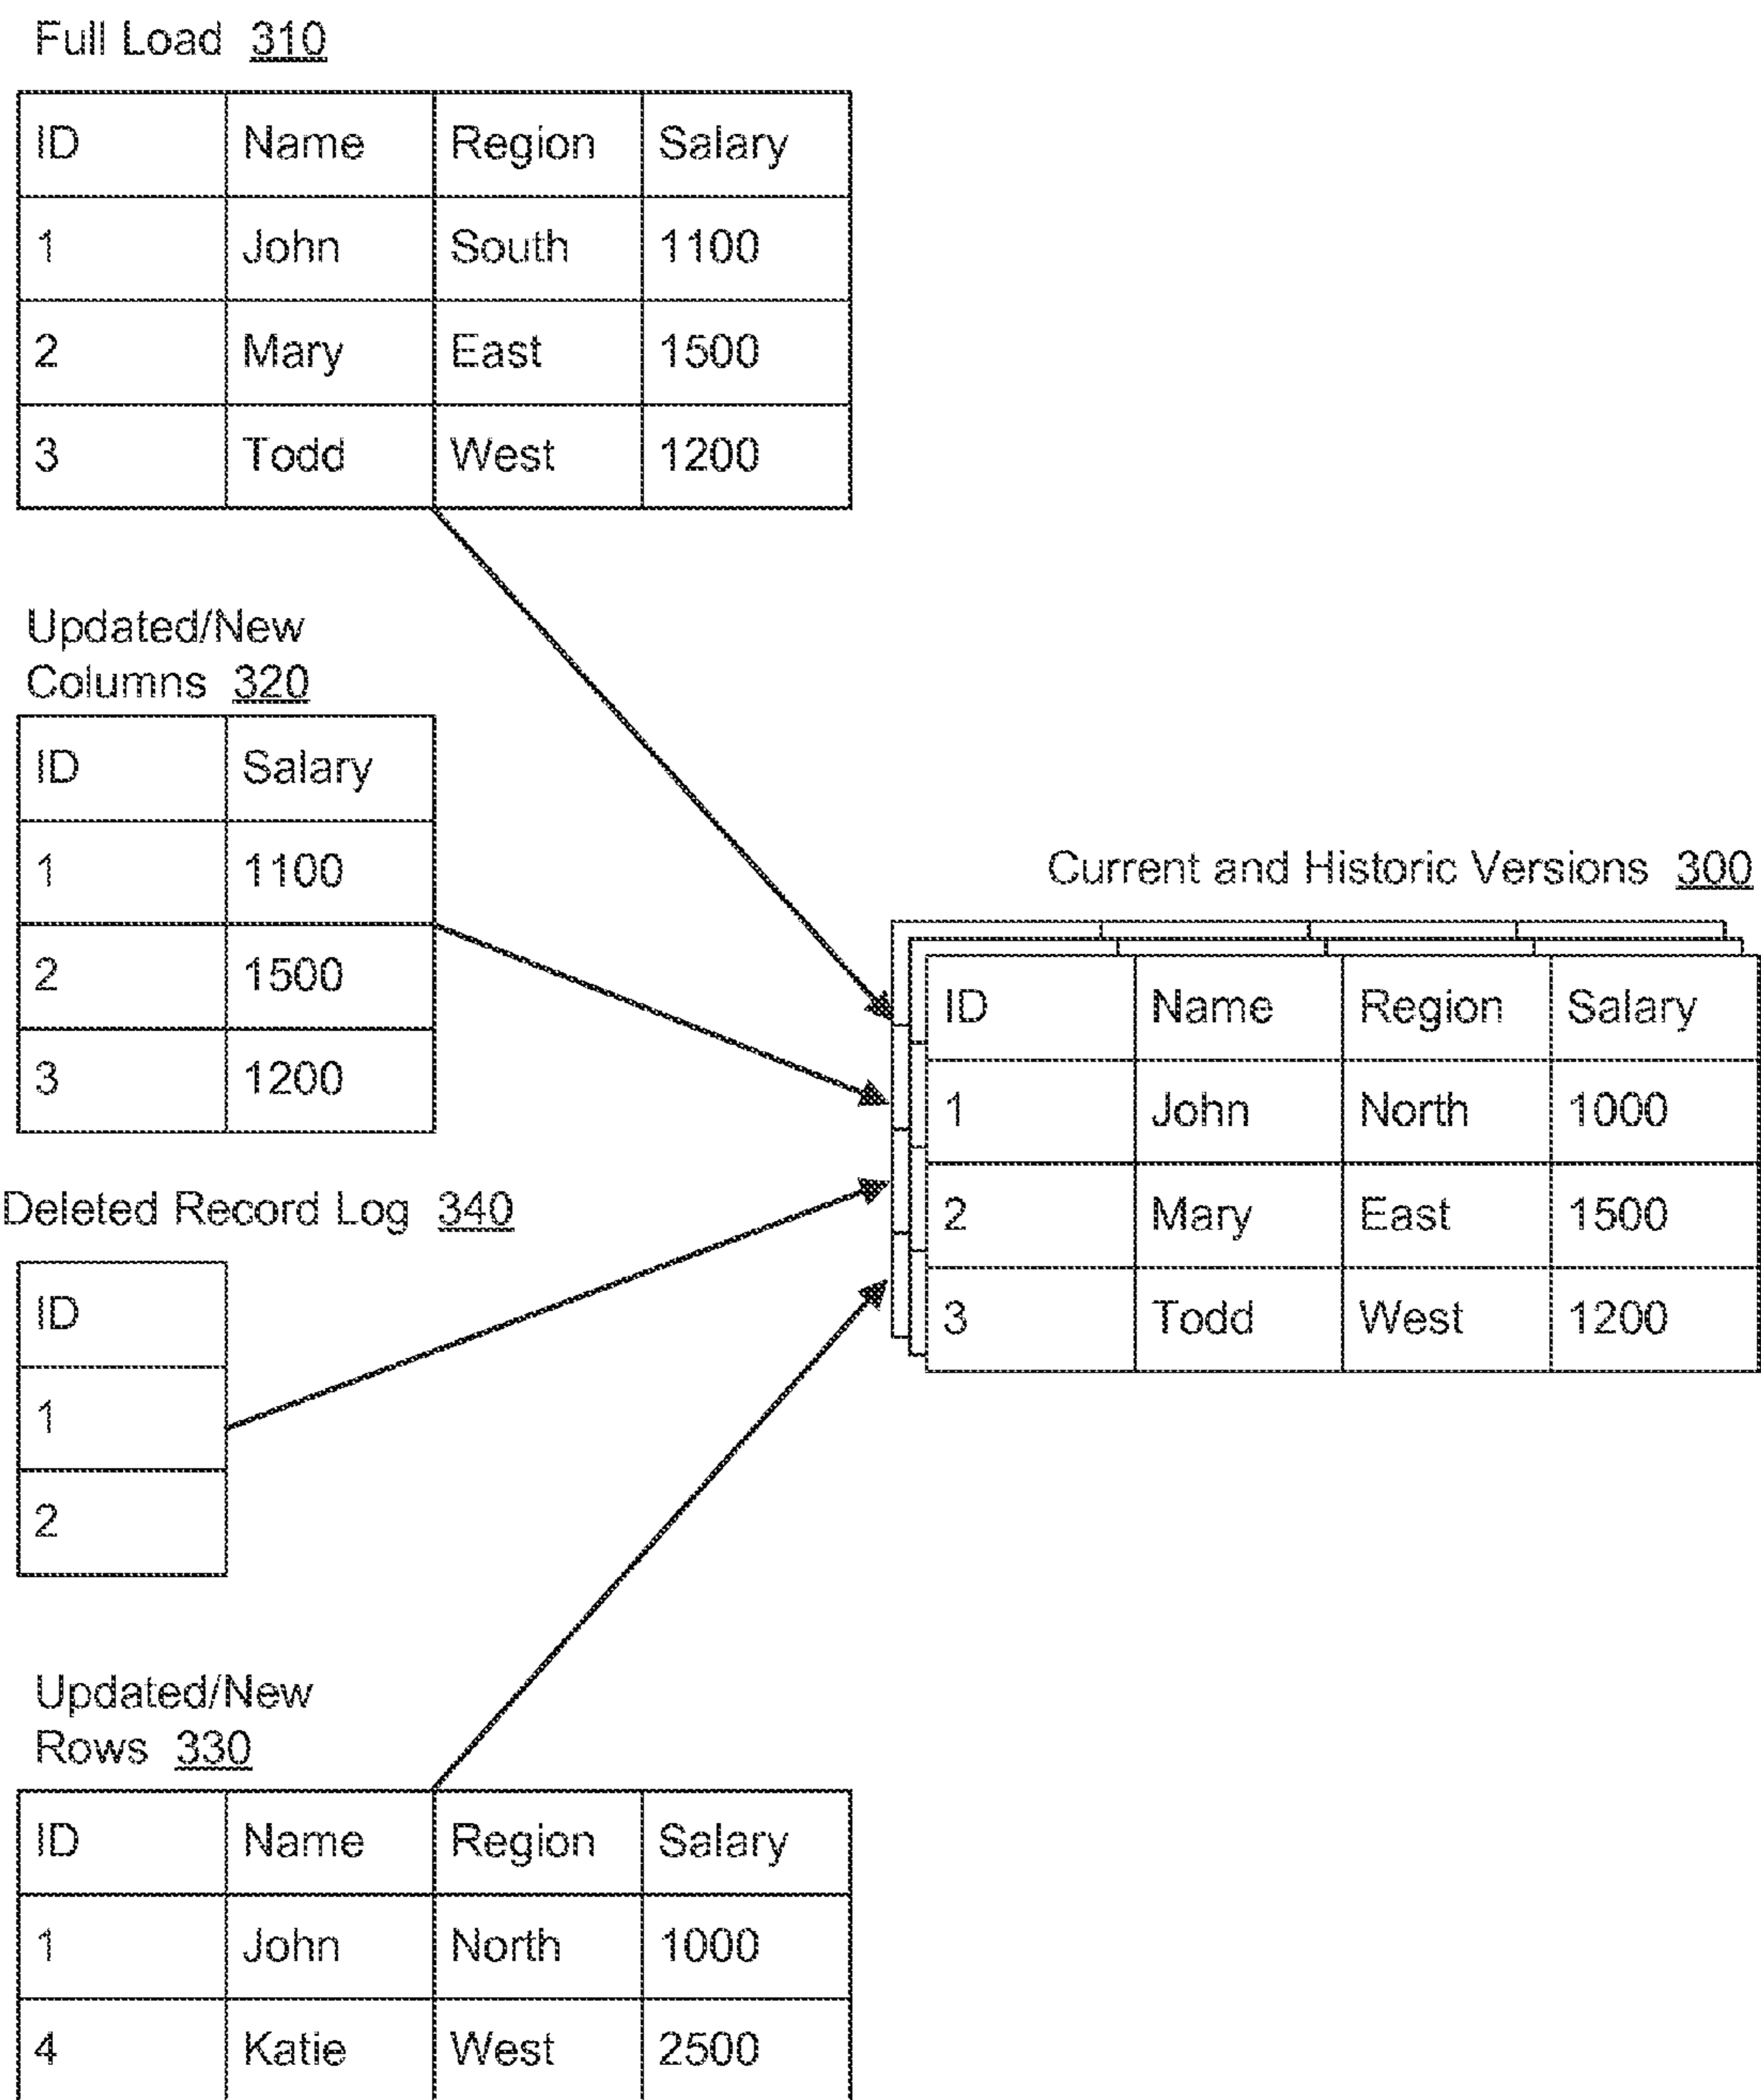 Full Load 310
ID Name Region Salary
1 John South 1100
2 Mary East 1500
3 Todd West 1200
Updated/New
Columns 320
ID Salary
1 1100
2 1500
3 1200
Current and Historic Versions 300
ID Name Region Salary
1 John North 1000
2 Mary East 1500
3 Todd West 1200
Deleted Record Log 340
ID
1
2
Updated/New
Rows 330
ID Name Region Salary
1 John North 1000
4 Katie West 2500